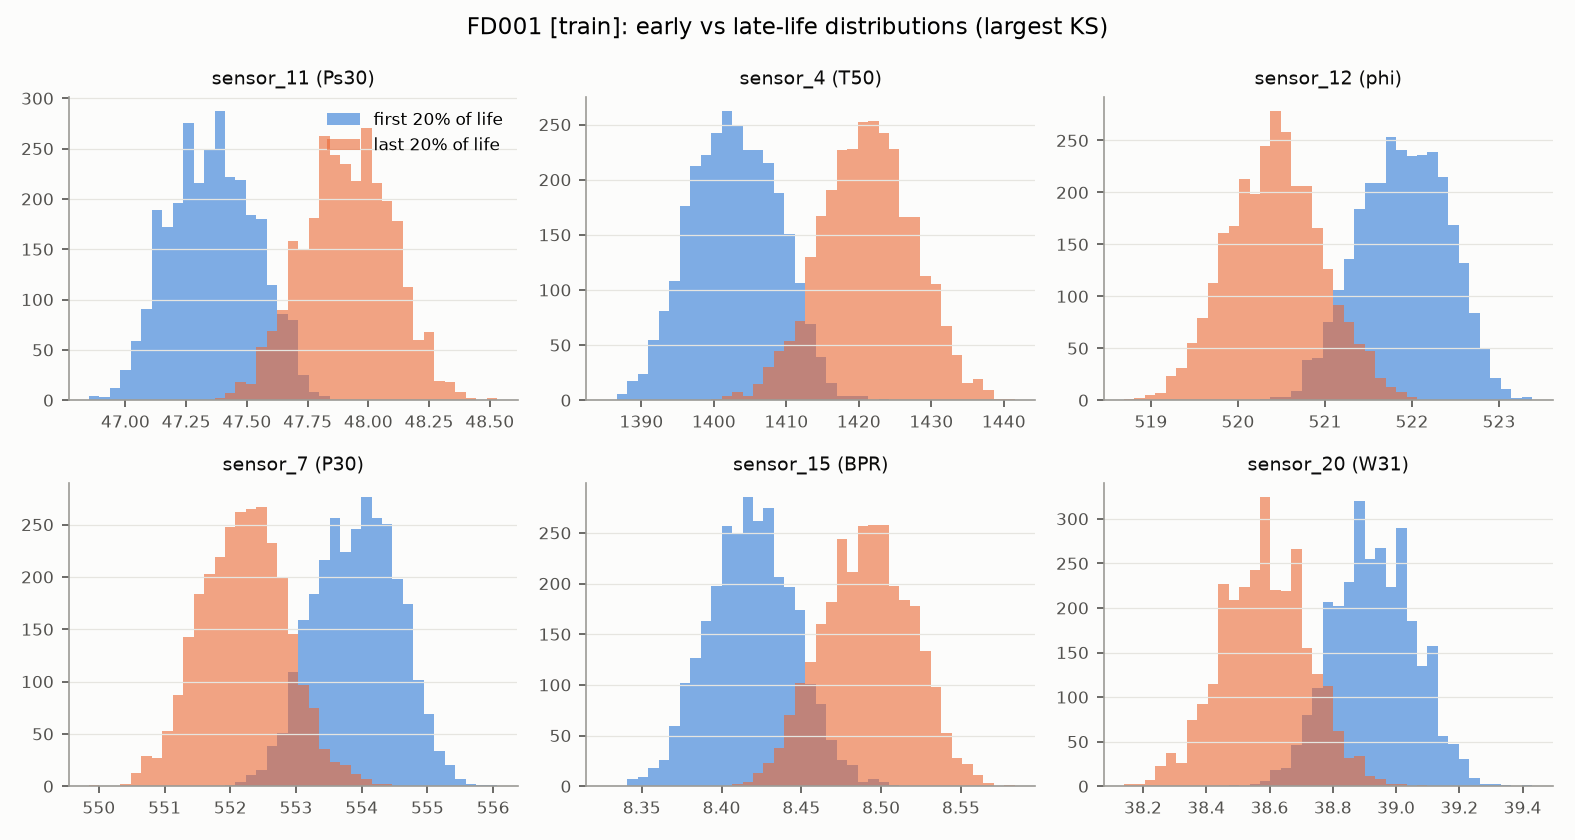 FD001 [train]: early vs late-life distributions (largest KS)
sensor_11 (Ps30)
first 20% of life
last 20% of life
300
250
200
150
100
50
0
47.00 47.25 47.50 47.75 48.00 48.25 48.50
sensor_4 (T50)
250
200
150
100
50
0
1390 1400 1410 1420 1430 1440
sensor_12 (phi)
250
200
150
100
50
0
519 520 521 522 523
sensor_7 (P30)
250
200
150
100
50
0
550 551 552 553 554 555 556
sensor_15 (BPR)
250
200
150
100
50
0
8.35 8.40 8.45 8.50 8.55
sensor_20 (W31)
300
250
200
150
100
50
0
38.2 38.4 38.6 38.8 39.0 39.2 39.4